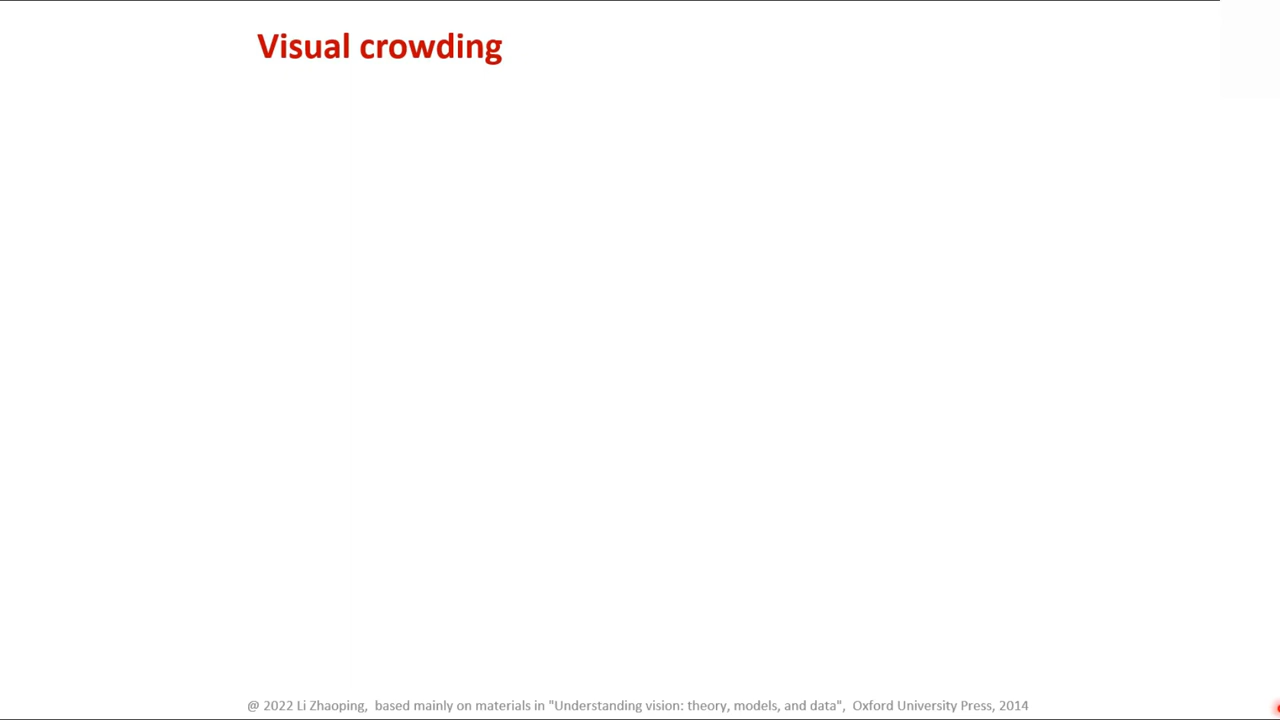 Visual crowding
@ 2022 Li Zhaoping, based mainly on materials in "Understanding vision: theory, models, and data", Oxford University Press, 2014